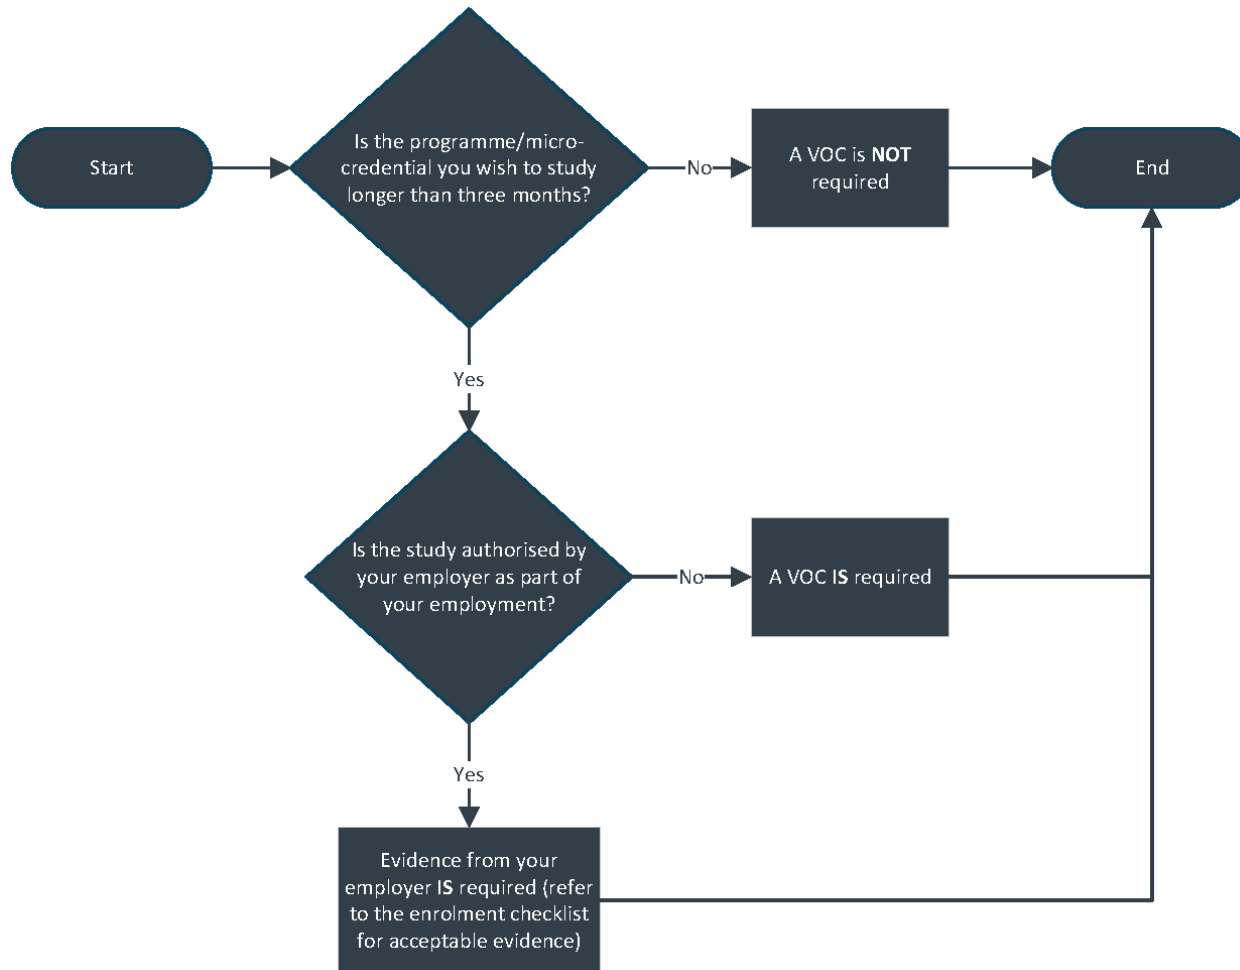 Start
Is the programme/micro-
credential you wish to study
longer than three months?
No
A VOC is NOT
required
End
Yes
Is the study authorised by
your employer as part of
your employment?
No
A VOC IS required
Yes
Evidence from your
employer IS required (refer
to the enrolment checklist
for acceptable evidence)